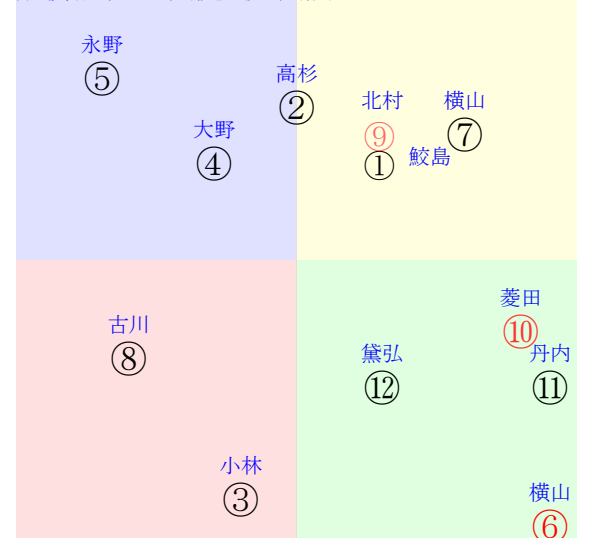 永野
⑤
高杉
②
北村
⑨
横山
⑦
大野
④
①
鮫島
菱田
⑩
古川
⑧
黛弘
⑫
丹内
⑪
小林
③
横山
⑥